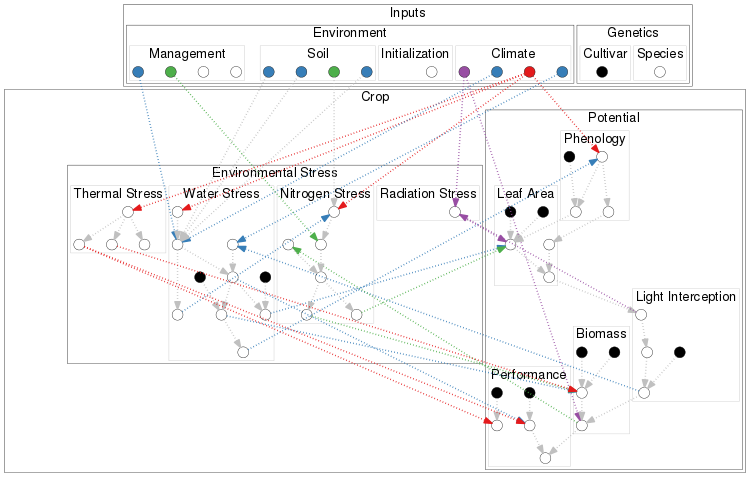 Inputs
Environment
Genetics
Management
Soil
Initialization
Climate
Cultivar
Species
Crop
Potential
Phenology
Environmental Stress
Thermal Stress
Water Stress
Nitrogen Stress
Radiation Stress
Leaf Area
Light Interception
Biomass
Performance